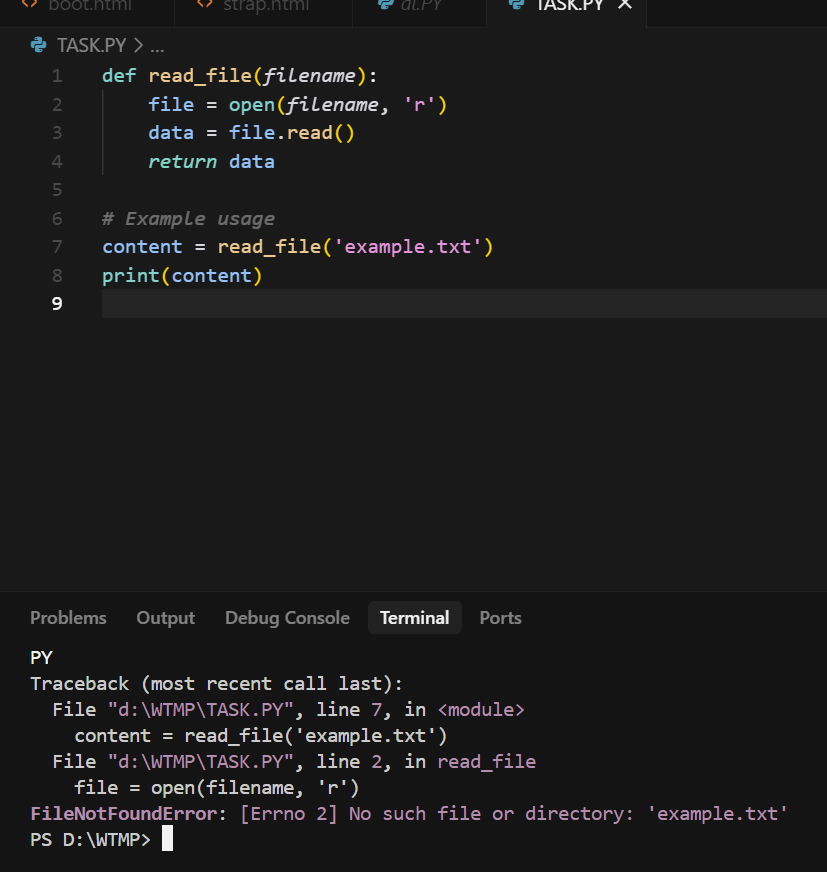 boot.html strap.html al.PY TASK.PY
TASK.PY > ...
1 def read_file(filename):
2     file = open(filename, 'r')
3     data = file.read()
4     return data
5
6 # Example usage
7 content = read_file('example.txt')
8 print(content)
9
Problems Output Debug Console Terminal Ports
PY
Traceback (most recent call last):
  File "d:\WTMP\TASK.PY", line 7, in <module>
    content = read_file('example.txt')
  File "d:\WTMP\TASK.PY", line 2, in read_file
    file = open(filename, 'r')
FileNotFoundError: [Errno 2] No such file or directory: 'example.txt'
PS D:\WTMP>